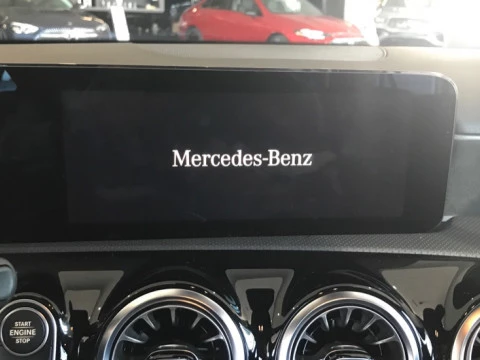 Mercedes-Benz
START
ENGINE
STOP